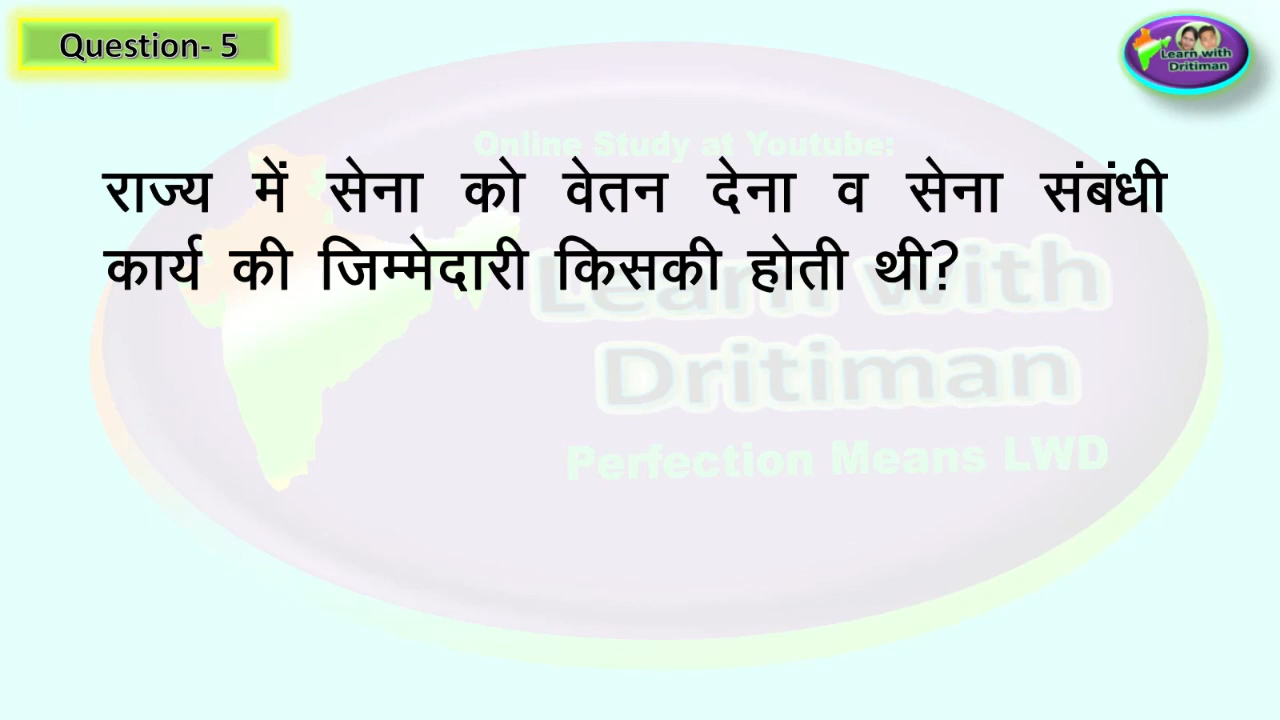 Question- 5
Learn with
Dritiman
Online Study at Youtube:
राज्य में सेना को वेतन देना व सेना संबंधी
कार्य की जिम्मेदारी किसकी होती थी?
Learn with
Dritiman
Perfection Means LWD